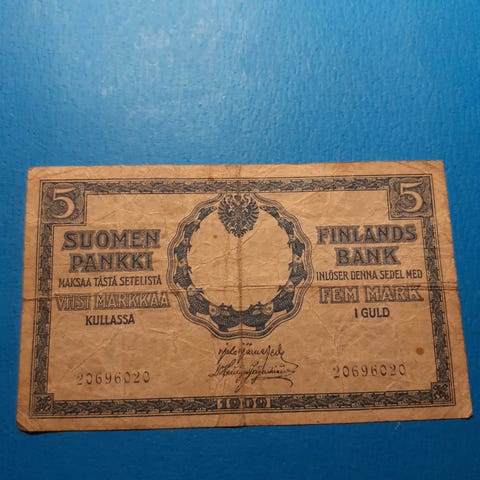 5
5
SUOMEN
PANKKI
MAKSAA TÄSTÄ SETELISTÄ
VIISI MARKKAA
KULLASSA
FINLANDS
BANK
INLÖSER DENNA SEDEL MED
FEM MARK
I GULD
20696020
20696020
1909